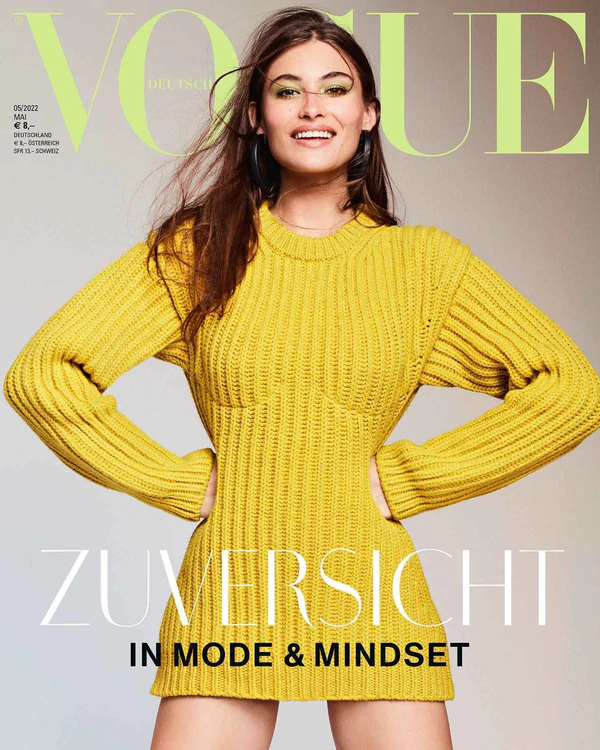 VOGUE
DEUTSCH
05/2022
MAI
€ 8,–
DEUTSCHLAND
€ 8,– ÖSTERREICH
SFR 13,– SCHWEIZ
ZUVERSICHT
IN MODE & MINDSET